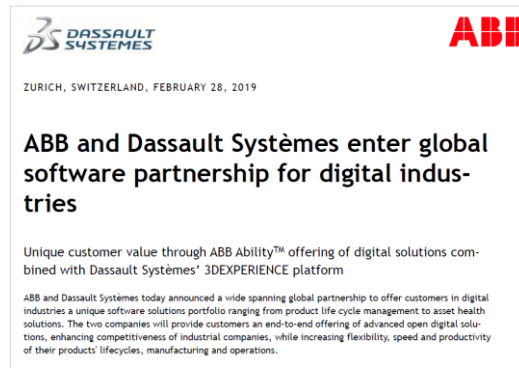 DASSAULT
SYSTEMES
ABB
ZURICH, SWITZERLAND, FEBRUARY 28, 2019
ABB and Dassault Systèmes enter global
software partnership for digital indus-
tries
Unique customer value through ABB Ability™ offering of digital solutions com-
bined with Dassault Systèmes' 3DEXPERIENCE platform
ABB and Dassault Systèmes today announced a wide spanning global partnership to offer customers in digital
industries a unique software solutions portfolio ranging from product life cycle management to asset health
solutions. The two companies will provide customers an end-to-end offering of advanced open digital solu-
tions, enhancing competitiveness of industrial companies, while increasing flexibility, speed and productivity
of their products' lifecycles, manufacturing and operations.